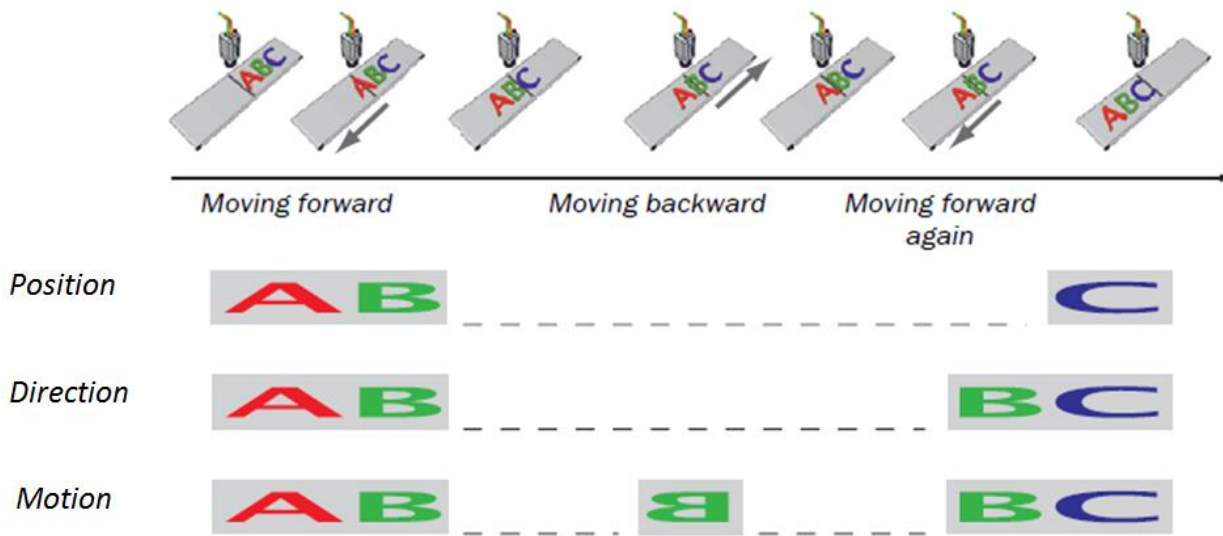 ABC ABC ABC ABC ABC ABC ABC
Moving forward Moving backward Moving forward
again
Position AB C
Direction AB BC
Motion AB B BC